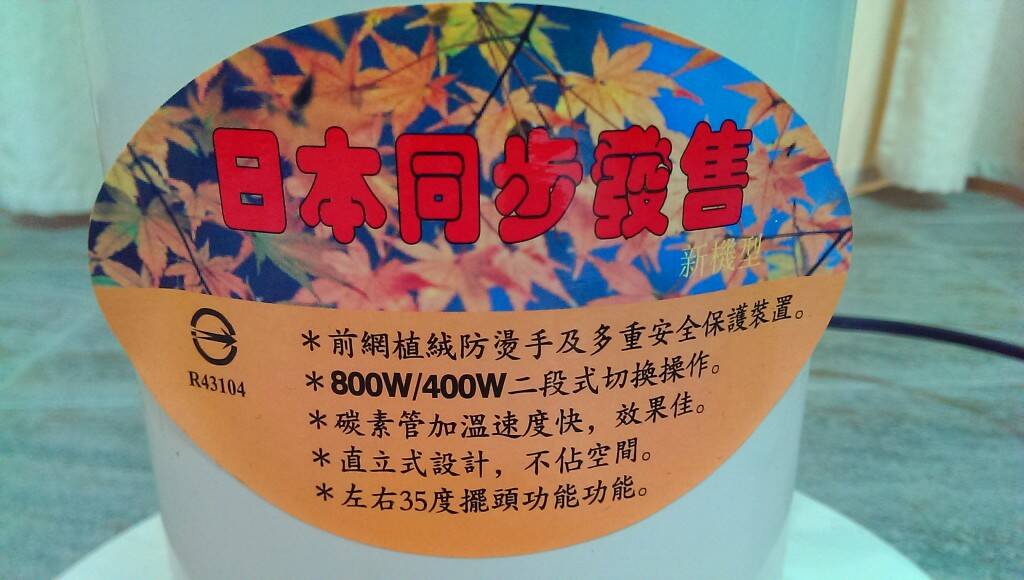 日本同步發售
新機型
R43104
＊前網植絨防燙手及多重安全保護裝置。
＊800W/400W二段式切換操作。
＊碳素管加溫速度快，效果佳。
＊直立式設計，不佔空間。
＊左右35度擺頭功能功能。